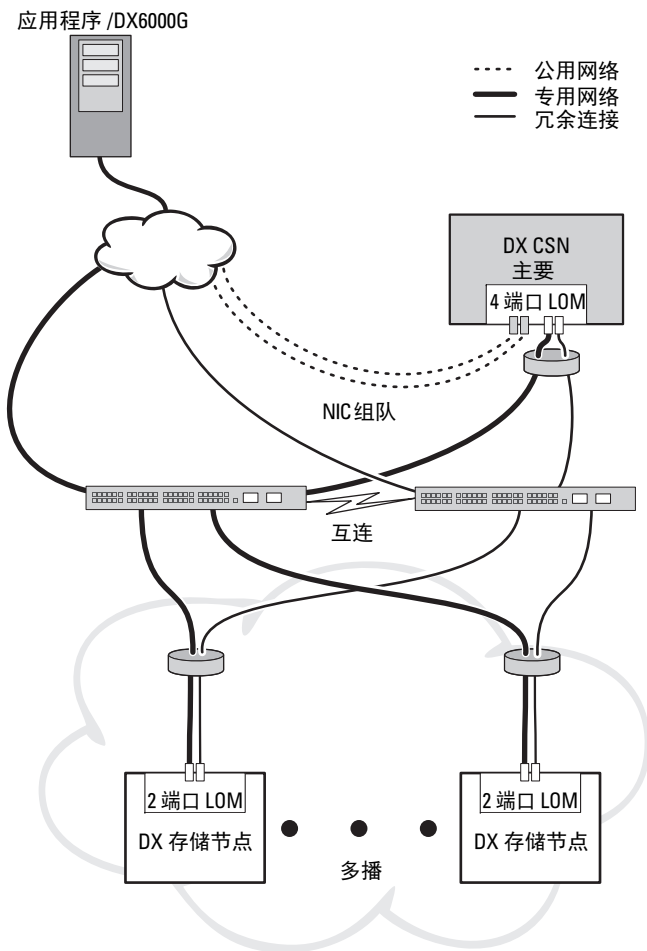 应用程序 /DX6000G
公用网络
专用网络
冗余连接
DX CSN
主要
4 端口 LOM
NIC 组队
互连
2 端口 LOM
DX 存储节点
2 端口 LOM
DX 存储节点
多播